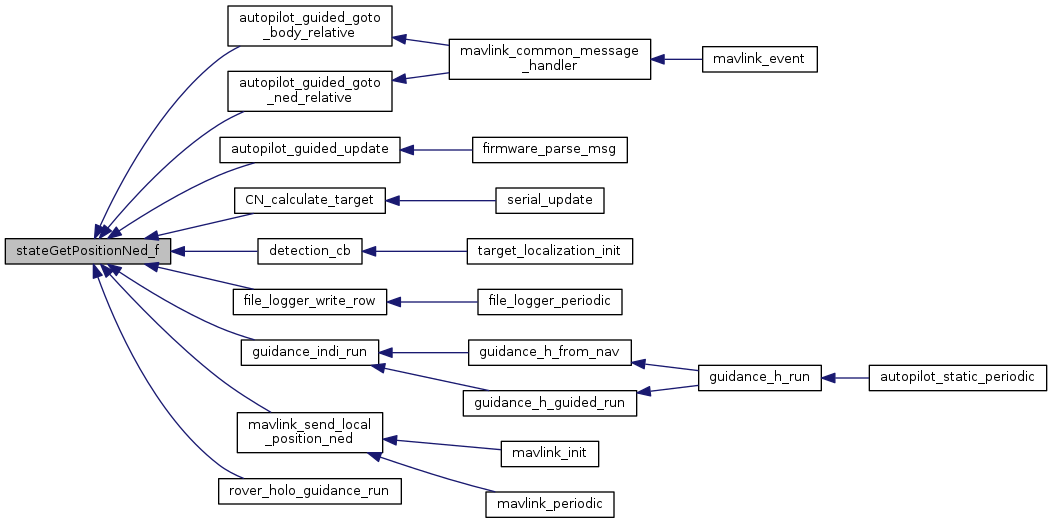 autopilot_guided_goto
_body_relative
mavlink_common_message
_handler
mavlink_event
autopilot_guided_goto
_ned_relative
autopilot_guided_update
firmware_parse_msg
CN_calculate_target
serial_update
stateGetPositionNed_f
detection_cb
target_localization_init
file_logger_write_row
file_logger_periodic
guidance_indi_run
guidance_h_from_nav
guidance_h_run
autopilot_static_periodic
guidance_h_guided_run
mavlink_send_local
_position_ned
mavlink_init
rover_holo_guidance_run
mavlink_periodic